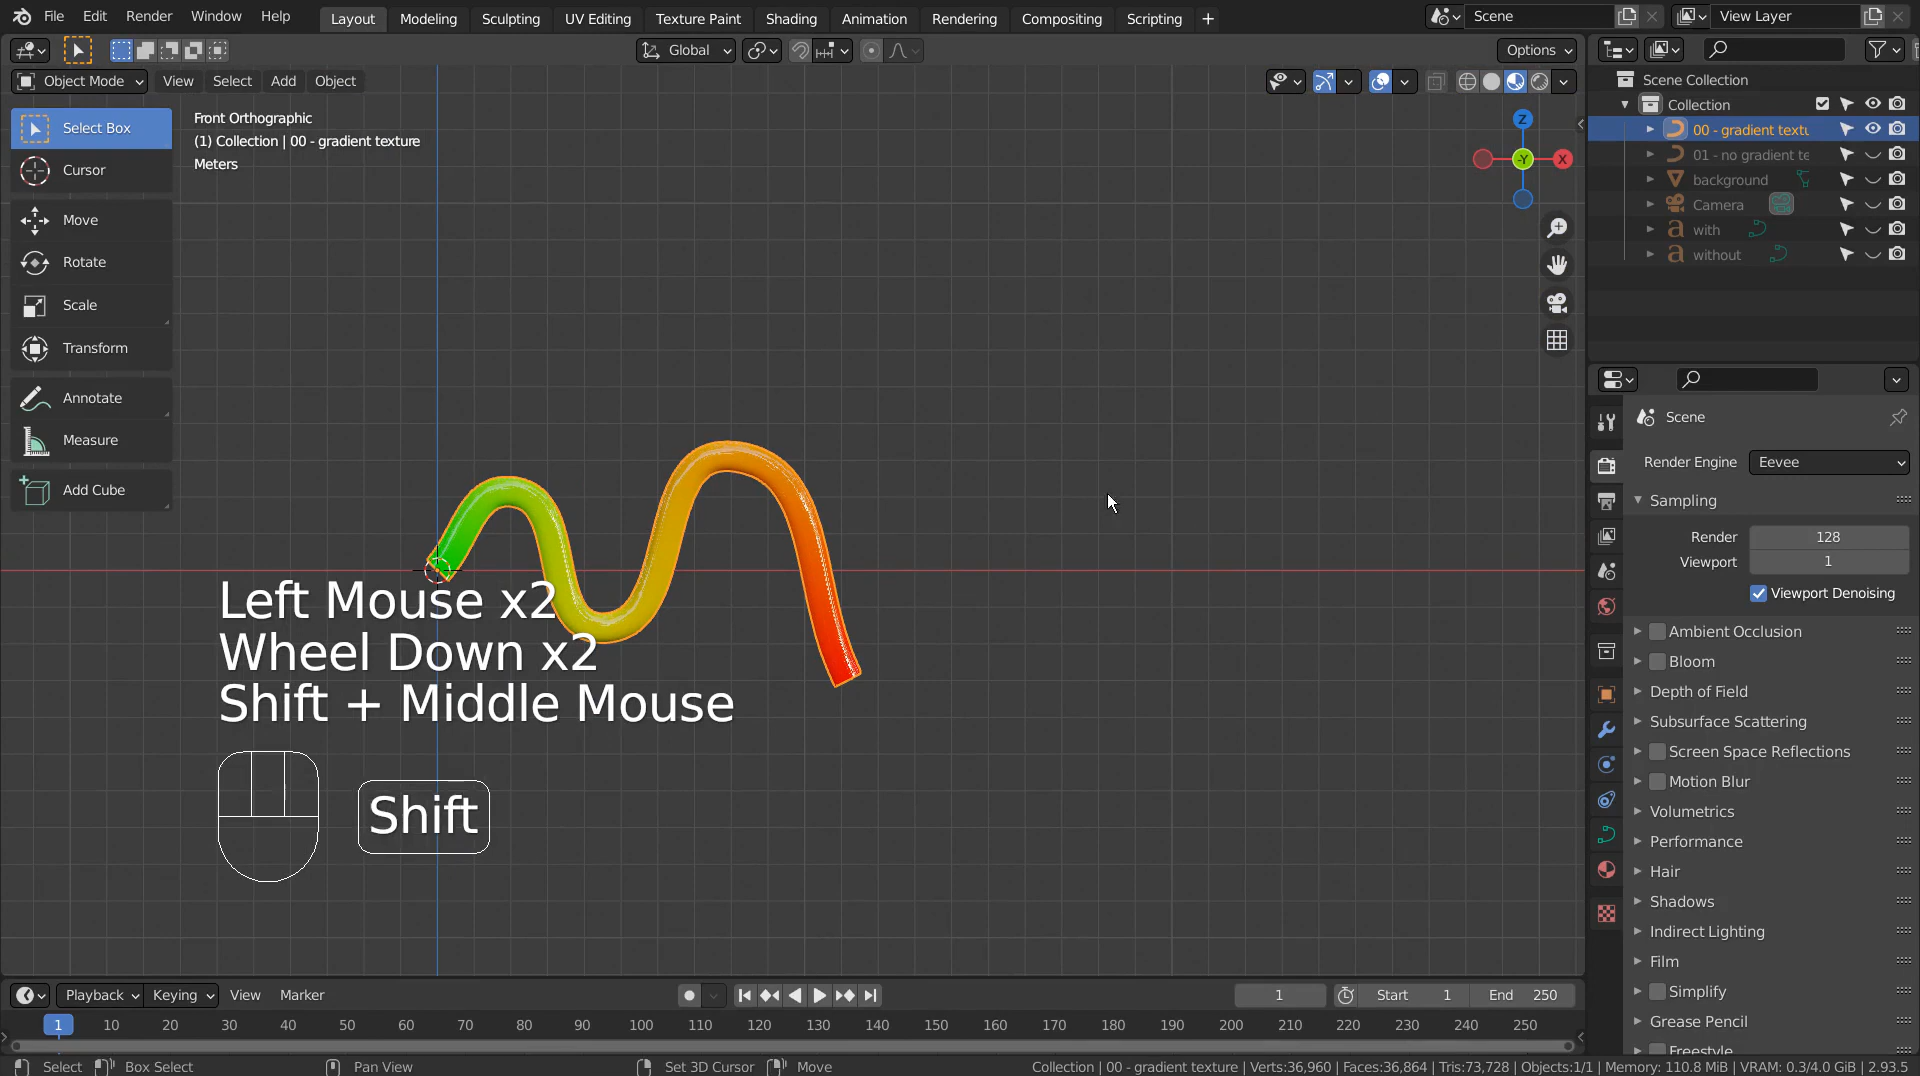 File Edit Render Window Help Layout Modeling Sculpting UV Editing Texture Paint Shading Animation Rendering Compositing Scripting + Scene View Layer
Global Options
Object Mode View Select Add Object
Scene Collection
Collection
00 - gradient textu
01 - no gradient te
background
Camera
with
without
Select Box
Cursor
Move
Rotate
Scale
Transform
Annotate
Measure
Add Cube
Front Orthographic
(1) Collection | 00 - gradient texture
Meters
Z
-Y
X
Left Mouse x2
Wheel Down x2
Shift + Middle Mouse
Shift
Scene
Render Engine Eevee
Sampling
Render 128
Viewport 1
Viewport Denoising
Ambient Occlusion
Bloom
Depth of Field
Subsurface Scattering
Screen Space Reflections
Motion Blur
Volumetrics
Performance
Hair
Shadows
Indirect Lighting
Film
Simplify
Grease Pencil
Freestyle
Playback Keying View Marker 1 Start 1 End 250
1 10 20 30 40 50 60 70 80 90 100 110 120 130 140 150 160 170 180 190 200 210 220 230 240 250
Select Box Select Pan View Set 3D Cursor Move Collection | 00 - gradient texture | Verts:36,960 | Faces:36,864 | Tris:73,728 | Objects:1/1 | Memory: 110.8 MiB | VRAM: 0.3/4.0 GiB | 2.93.5